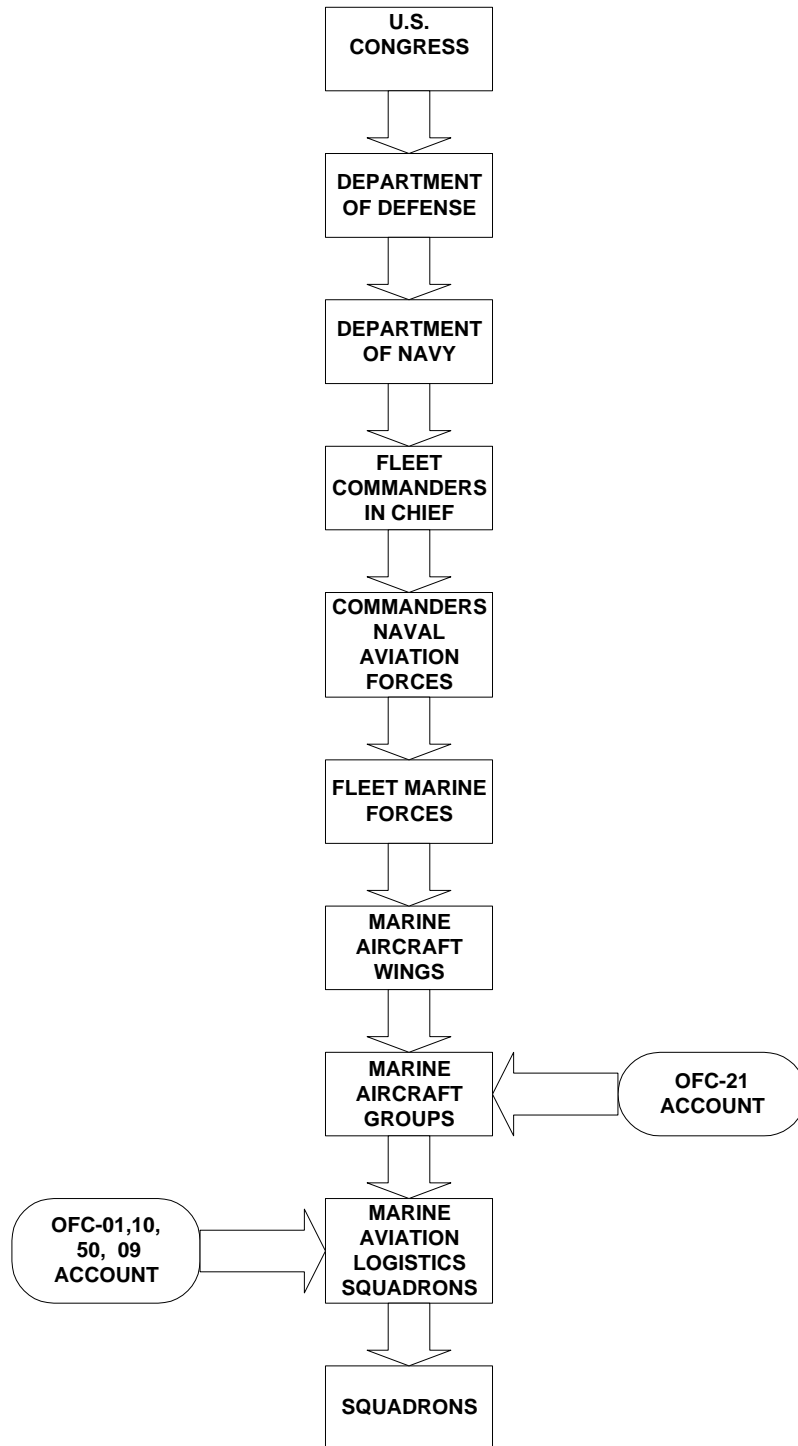 U.S.
CONGRESS
DEPARTMENT
OF DEFENSE
DEPARTMENT
OF NAVY
FLEET
COMMANDERS
IN CHIEF
COMMANDERS
NAVAL
AVIATION
FORCES
FLEET MARINE
FORCES
MARINE
AIRCRAFT
WINGS
MARINE
AIRCRAFT
GROUPS
OFC-21
ACCOUNT
OFC-01,10,
50, 09
ACCOUNT
MARINE
AVIATION
LOGISTICS
SQUADRONS
SQUADRONS